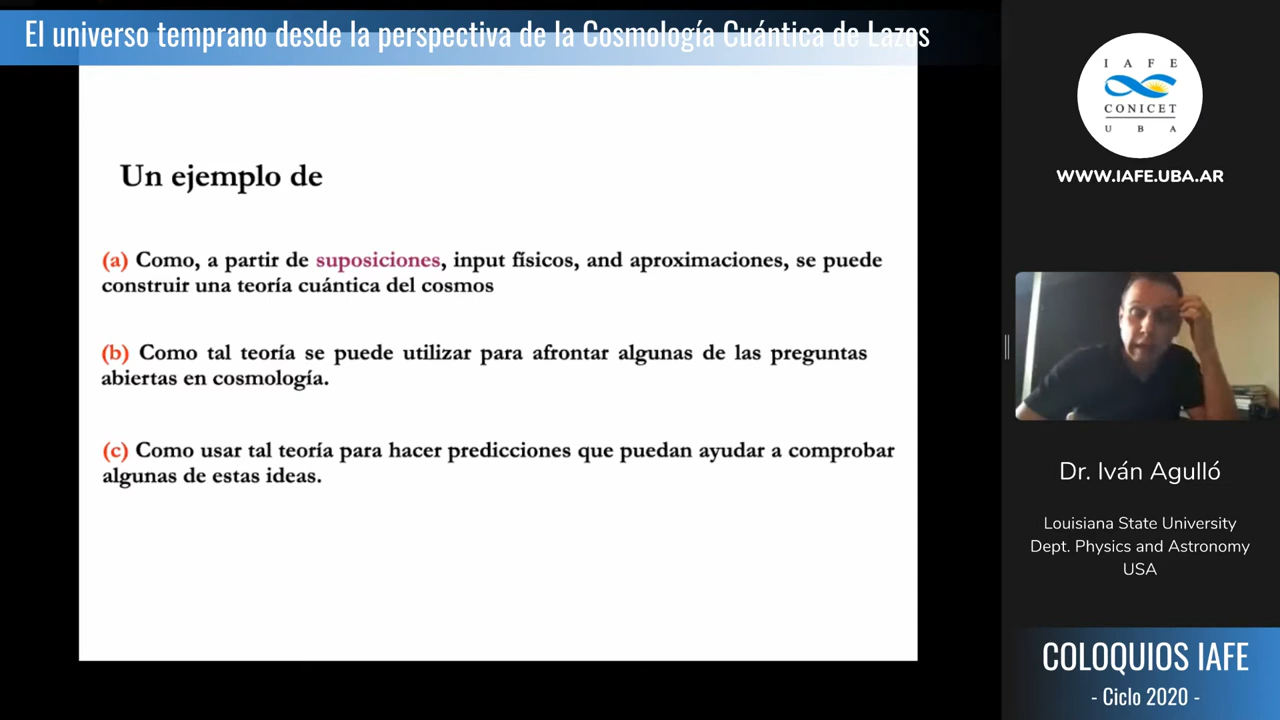 El universo temprano desde la perspectiva de la Cosmología Cuántica de Lazos
Un ejemplo de
(a) Como, a partir de suposiciones, input físicos, and aproximaciones, se puede
construir una teoría cuántica del cosmos
(b) Como tal teoría se puede utilizar para afrontar algunas de las preguntas
abiertas en cosmología.
(c) Como usar tal teoría para hacer predicciones que puedan ayudar a comprobar
algunas de estas ideas.
I A F E
CONICET
U B A
WWW.IAFE.UBA.AR
Dr. Iván Agulló
Louisiana State University
Dept. Physics and Astronomy
USA
COLOQUIOS IAFE
- Ciclo 2020 -